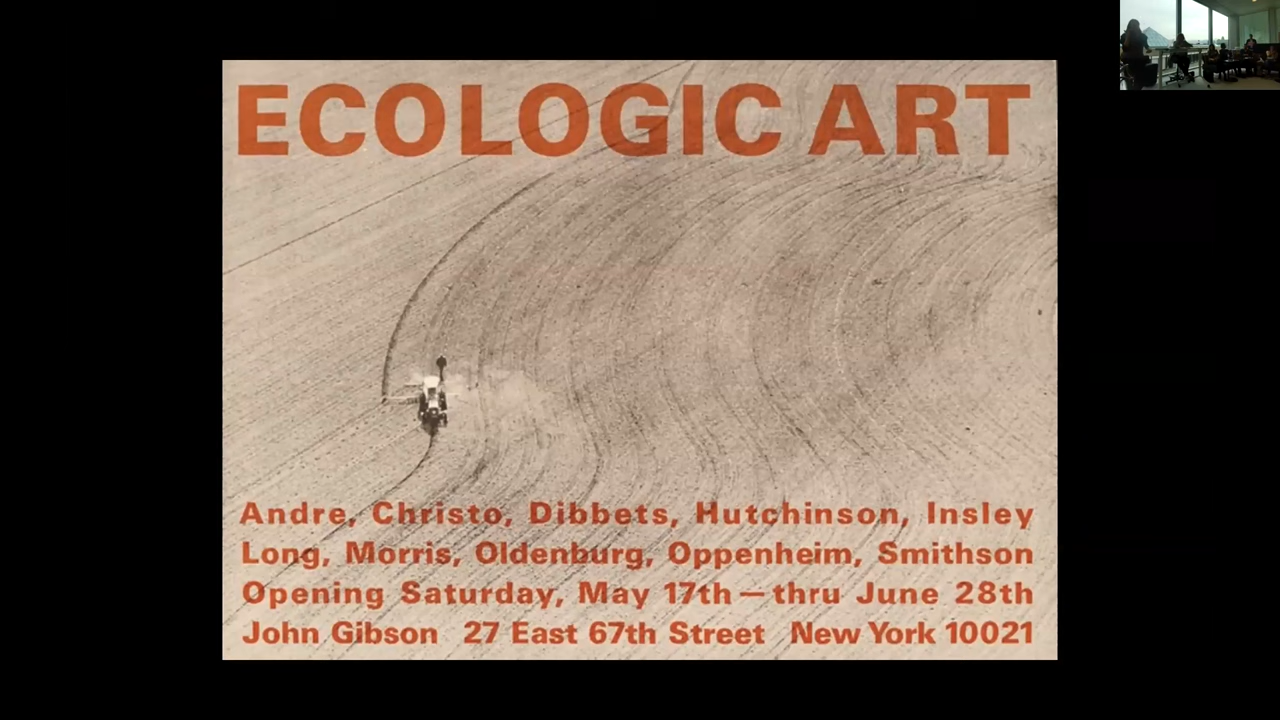 ECOLOGIC ART
Andre, Christo, Dibbets, Hutchinson, Insley
Long, Morris, Oldenburg, Oppenheim, Smithson
Opening Saturday, May 17th—thru June 28th
John Gibson 27 East 67th Street New York 10021